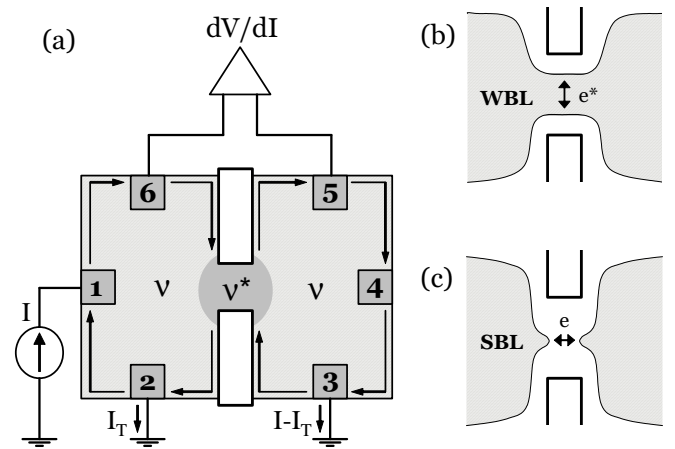 (a)
dV/dI
6
5
1
ν
ν*
ν
4
I
2
3
I_T
I-I_T
(b)
WBL
e*
(c)
e
SBL